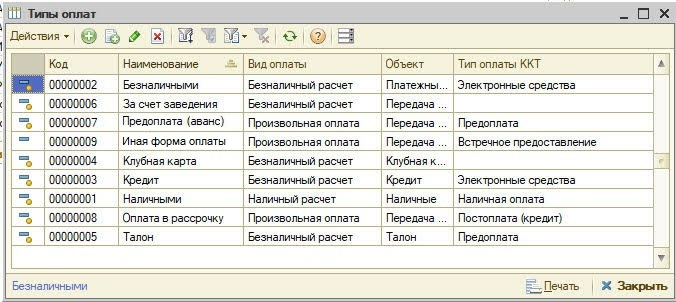 Типы оплат
Действия
Код Наименование Вид оплаты Объект Тип оплаты ККТ
00000002 Безналичными Безналичный расчет Платежны... Электронные средства
00000006 За счет заведения Безналичный расчет Передача ...
00000007 Предоплата (аванс) Произвольная оплата Передача ... Предоплата
00000009 Иная форма оплаты Произвольная оплата Передача ... Встречное предоставление
00000004 Клубная карта Безналичный расчет Клубная к...
00000003 Кредит Безналичный расчет Кредит Электронные средства
00000001 Наличными Наличный расчет Наличные Наличная оплата
00000008 Оплата в рассрочку Произвольная оплата Передача ... Постоплата (кредит)
00000005 Талон Безналичный расчет Талон Предоплата
Безналичными Печать Закрыть